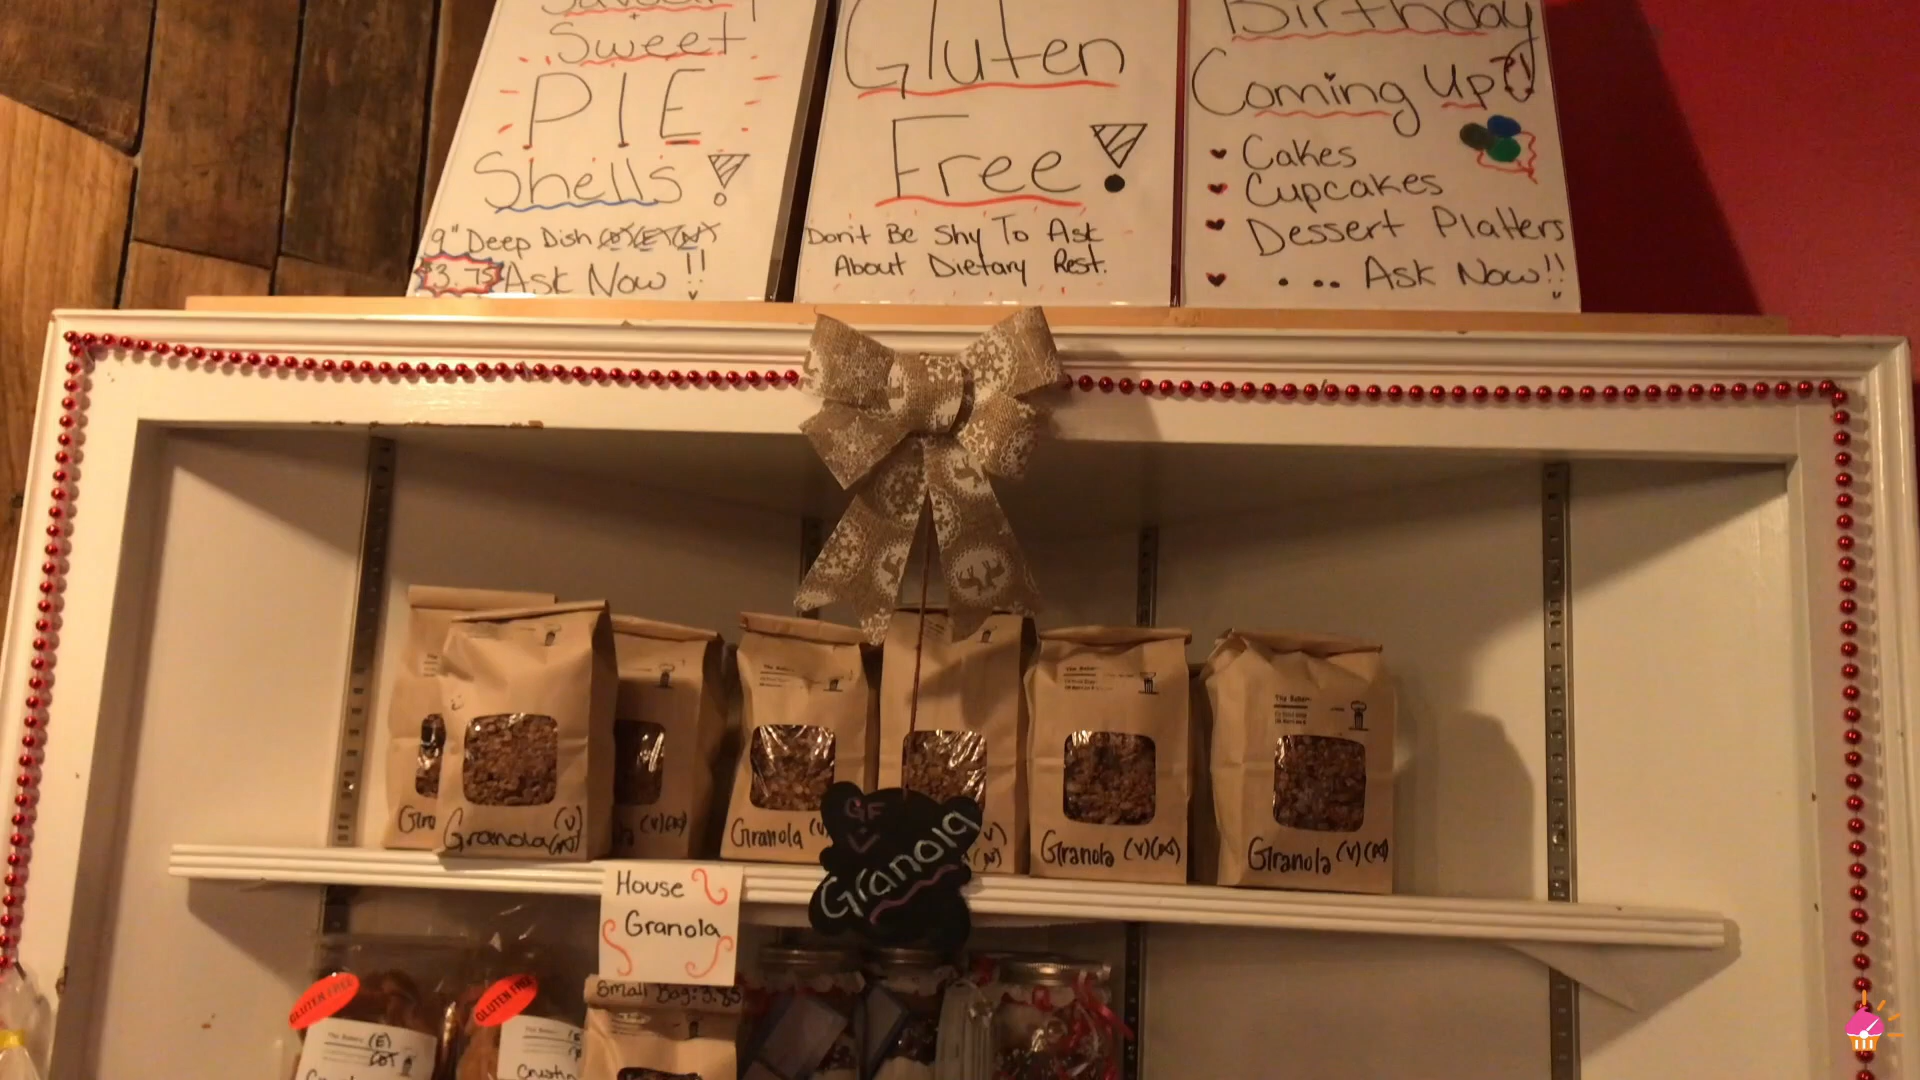 Sweet
PIE
Shells!
9" Deep Dish
$3.75 Ask Now!!
Gluten
Free!
Don't Be Shy To Ask
About Dietary Rest.
Birthday
Coming Up?!
Cakes
Cupcakes
Dessert Platters
... Ask Now!!
Granola (V)
Granola (V)
Granola (V)(N)
Granola (V)(N)
GF
Granola
House
Granola
Small Bag: 3.85
GLUTEN FREE
GLUTEN FREE
(E)